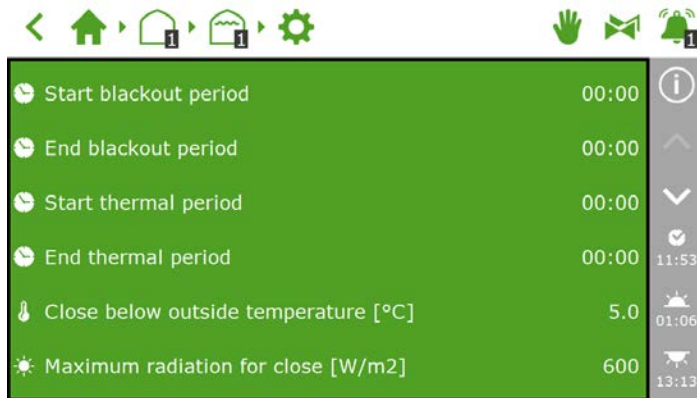 1 1 1
Start blackout period 00:00
End blackout period 00:00
Start thermal period 00:00
End thermal period 00:00
11:53
Close below outside temperature [°C] 5.0
01:06
Maximum radiation for close [W/m2] 600
13:13